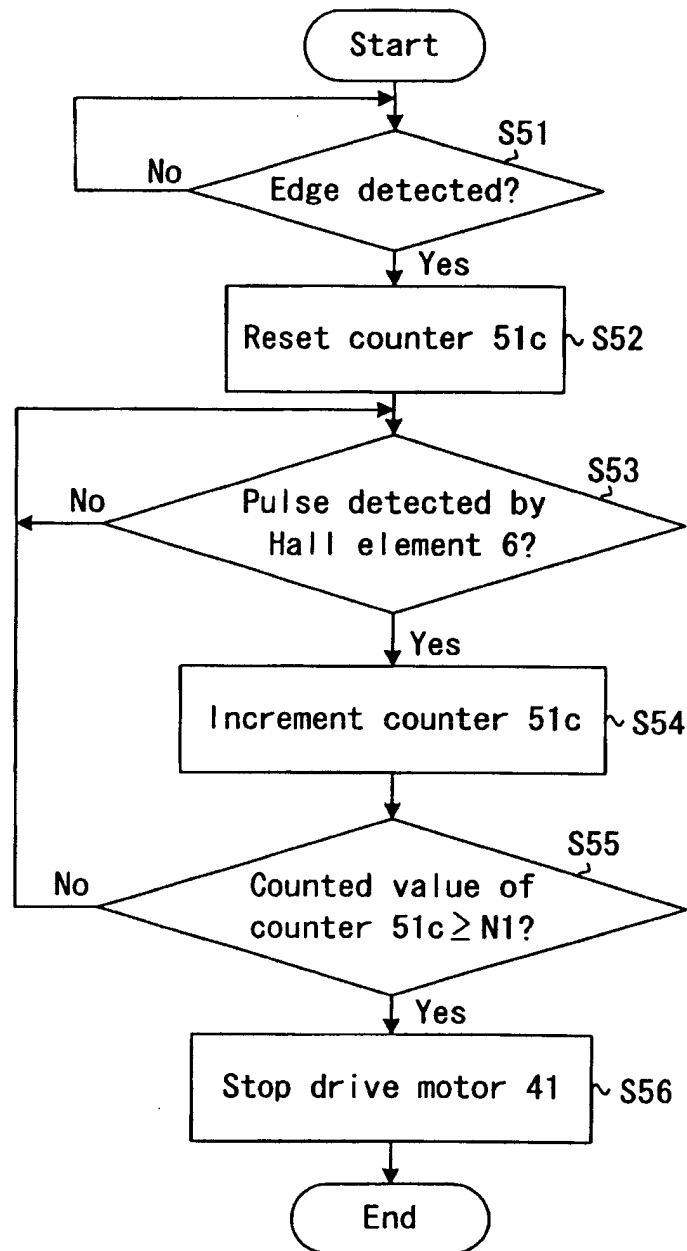 Start
S51
No
Edge detected?
Yes
Reset counter 51c
S52
S53
No
Pulse detected by
Hall element 6?
Yes
Increment counter 51c
S54
S55
No
Counted value of
counter 51c ≥ N1?
Yes
Stop drive motor 41
S56
End